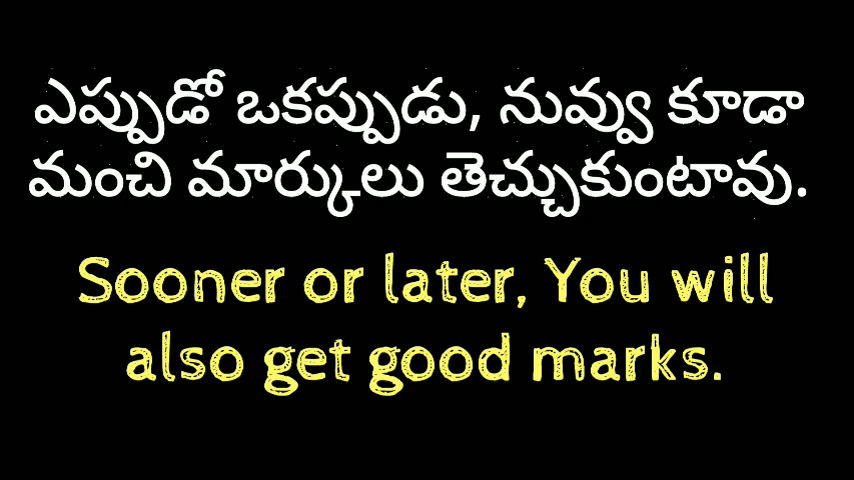 ఎప్పుడో ఒకప్పుడు, నువ్వు కూడా
మంచి మార్కులు తెచ్చుకుంటావు.
Sooner or later, You will
also get good marks.